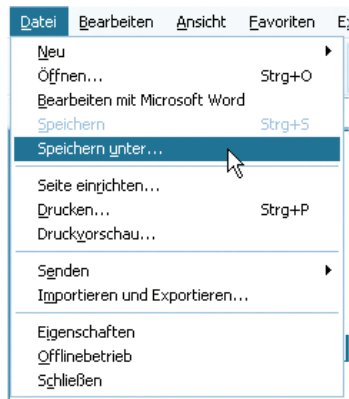 Datei Bearbeiten Ansicht Favoriten
Neu
Öffnen... Strg+O
Bearbeiten mit Microsoft Word
Speichern Strg+S
Speichern unter...
Seite einrichten...
Drucken... Strg+P
Druckvorschau...
Senden
Importieren und Exportieren...
Eigenschaften
Offlinebetrieb
Schließen